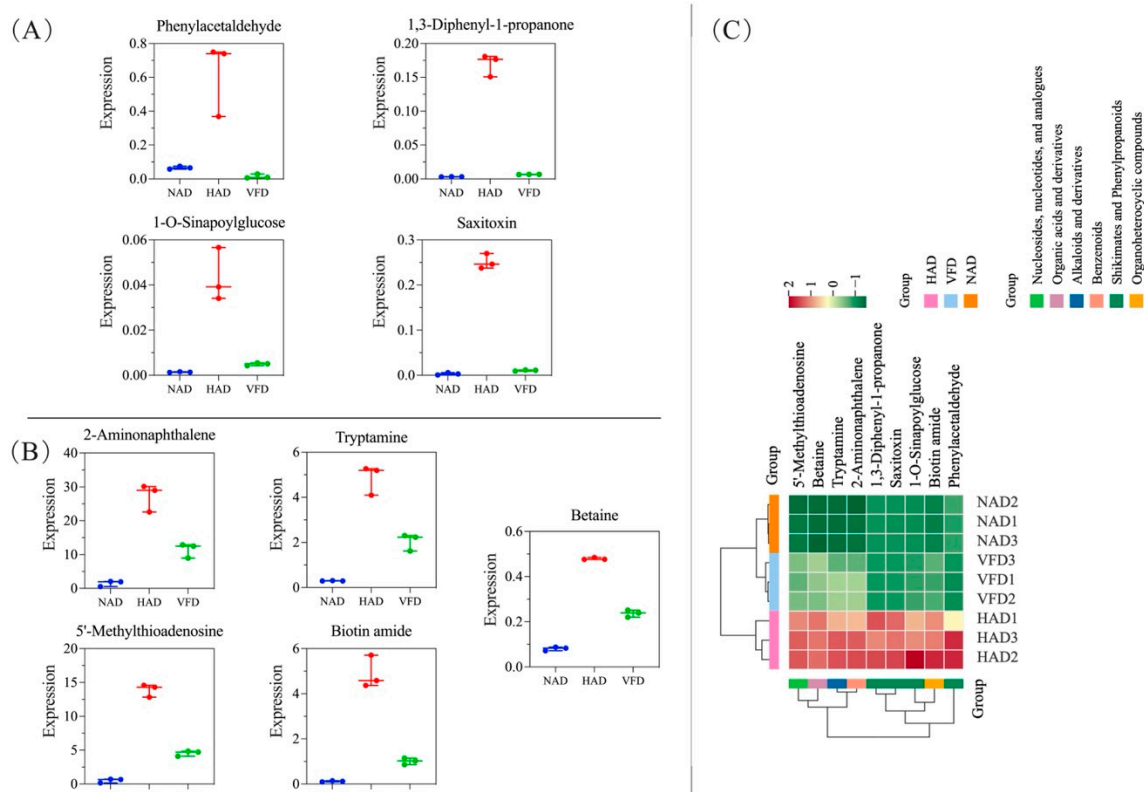 (A)
Phenylacetaldehyde
Expression
0.8
0.6
0.4
0.2
0.0
NAD HAD VFD
1,3-Diphenyl-1-propanone
Expression
0.20
0.15
0.10
0.05
0.00
NAD HAD VFD
1-O-Sinapoylglucose
Expression
0.06
0.04
0.02
0.00
NAD HAD VFD
Saxitoxin
Expression
0.3
0.2
0.1
0.0
NAD HAD VFD
(B)
2-Aminonaphthalene
Expression
40
30
20
10
0
NAD HAD VFD
Tryptamine
Expression
6
4
2
0
NAD HAD VFD
Betaine
Expression
0.6
0.4
0.2
0.0
NAD HAD VFD
5'-Methylthioadenosine
Expression
20
15
10
5
0
Biotin amide
Expression
6
4
2
0
(C)
2 1 0 −1
Group
HAD
VFD
NAD
Group
Nucleosides, nucleotides, and analogues
Organic acids and derivatives
Alkaloids and derivatives
Benzenoids
Shikimates and Phenylpropanoids
Organoheterocyclic compounds
Group
5'-Methylthioadenosine
Betaine
Tryptamine
2-Aminonaphthalene
1,3-Diphenyl-1-propanone
Saxitoxin
1-O-Sinapoylglucose
Biotin amide
Phenylacetaldehyde
NAD2
NAD1
NAD3
VFD3
VFD1
VFD2
HAD1
HAD3
HAD2
Group